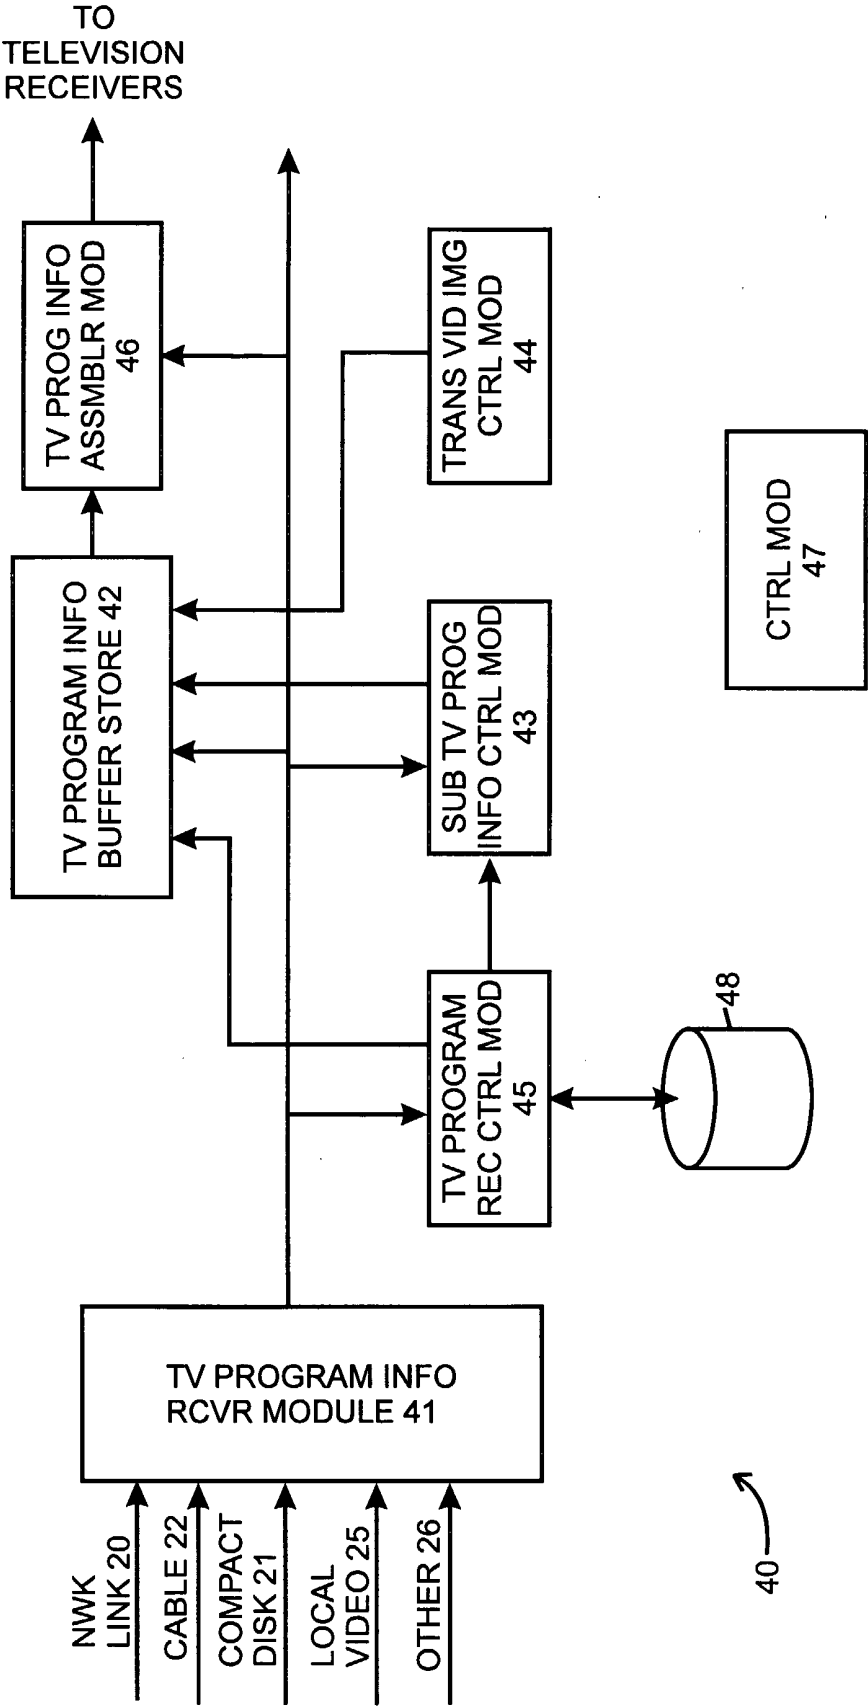 NWK
LINK 20
CABLE 22
COMPACT
DISK 21
LOCAL
VIDEO 25
OTHER 26
TV PROGRAM INFO
RCVR MODULE 41
TV PROGRAM
REC CTRL MOD
45
48
TV PROGRAM INFO
BUFFER STORE 42
SUB TV PROG
INFO CTRL MOD
43
TRANS VID IMG
CTRL MOD
44
TV PROG INFO
ASSMBLR MOD
46
TO
TELEVISION
RECEIVERS
CTRL MOD
47
40